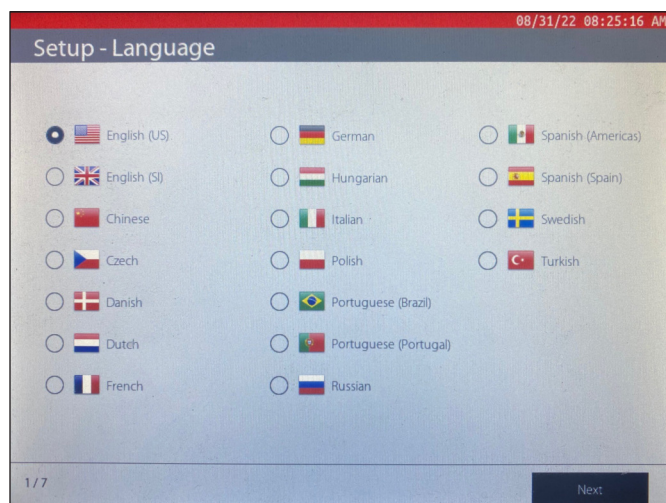 08/31/22 08:25:16 AM
Setup - Language
English (US)
English (SI)
Chinese
Czech
Danish
Dutch
French
German
Hungarian
Italian
Polish
Portuguese (Brazil)
Portuguese (Portugal)
Russian
Spanish (Americas)
Spanish (Spain)
Swedish
Turkish
1 / 7
Next